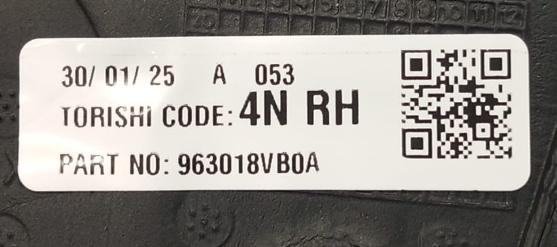 30/ 01/ 25 A 053
TORISHI CODE: 4N RH
PART NO: 963018VB0A